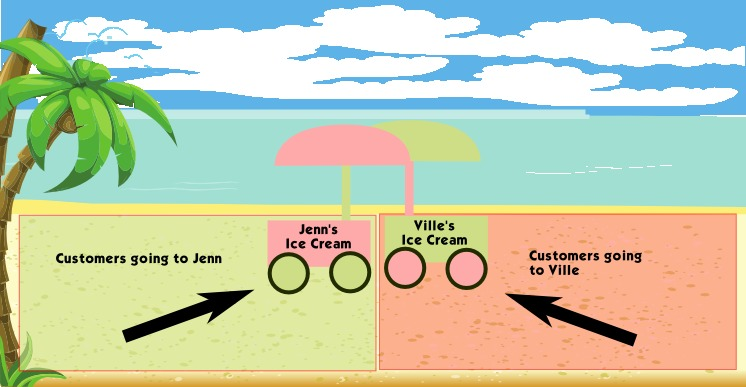 Jenn's
Ice Cream
Ville's
Ice Cream
Customers going to Jenn
Customers going
to Ville